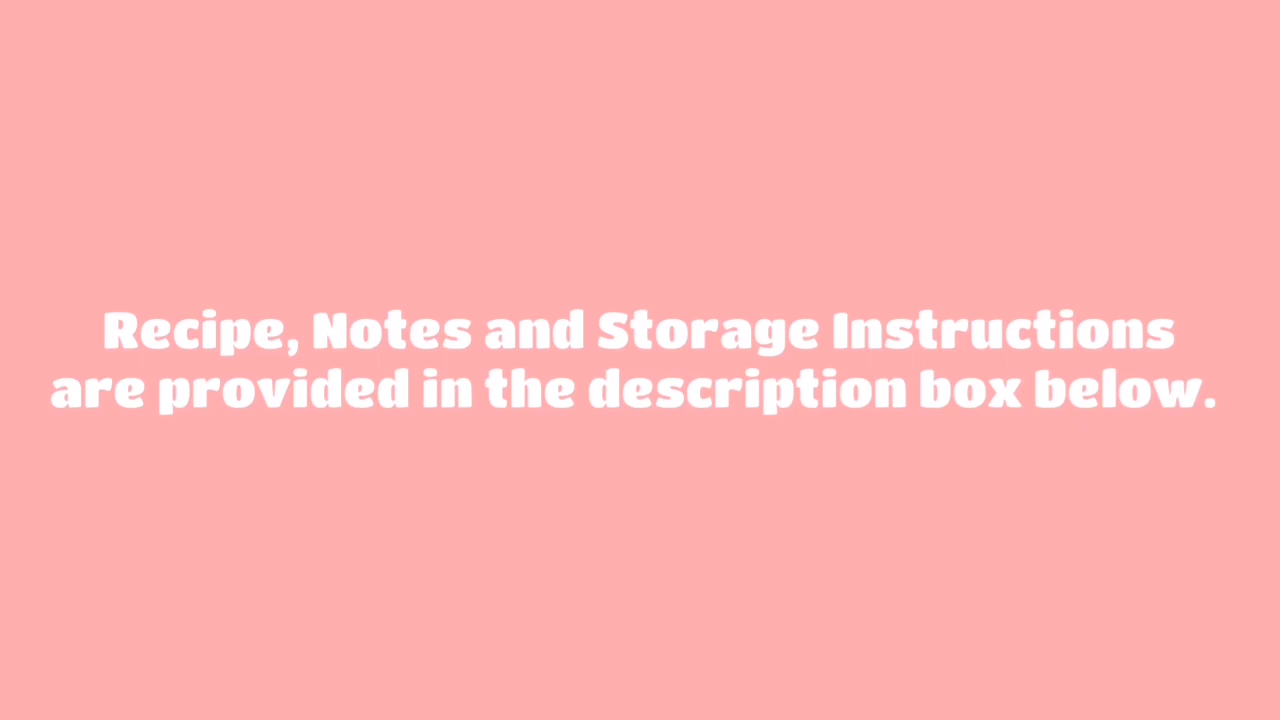 Recipe, Notes and Storage Instructions
are provided in the description box below.